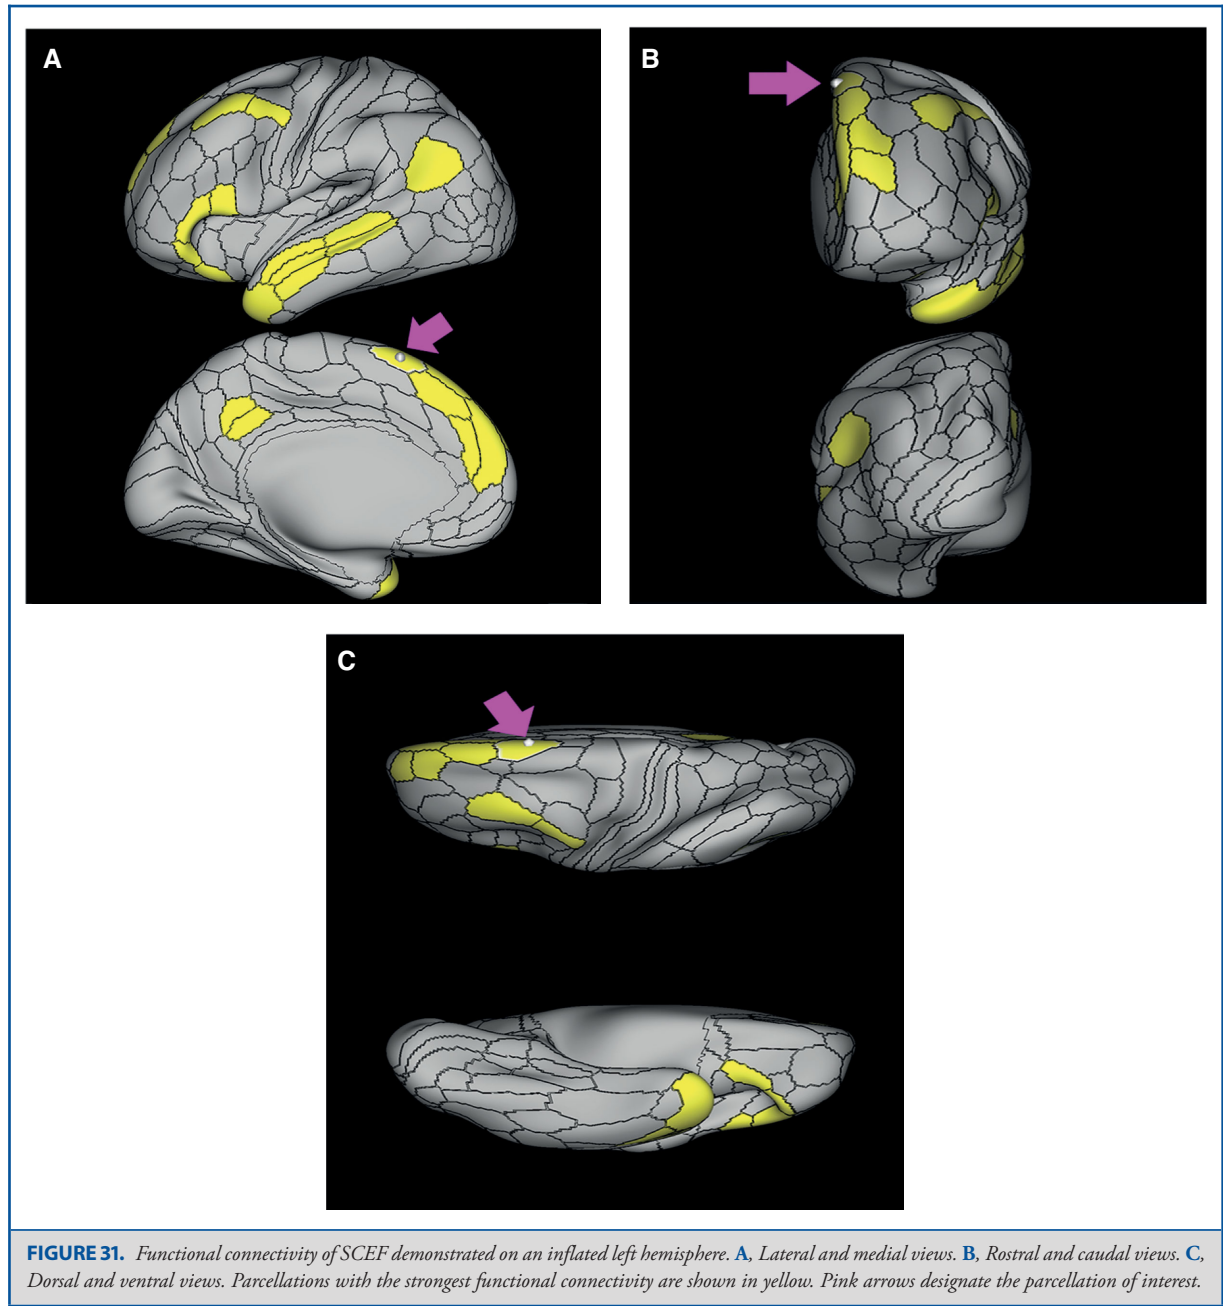 A
B
C
FIGURE 31. Functional connectivity of SCEF demonstrated on an inflated left hemisphere. A, Lateral and medial views. B, Rostral and caudal views. C,
Dorsal and ventral views. Parcellations with the strongest functional connectivity are shown in yellow. Pink arrows designate the parcellation of interest.